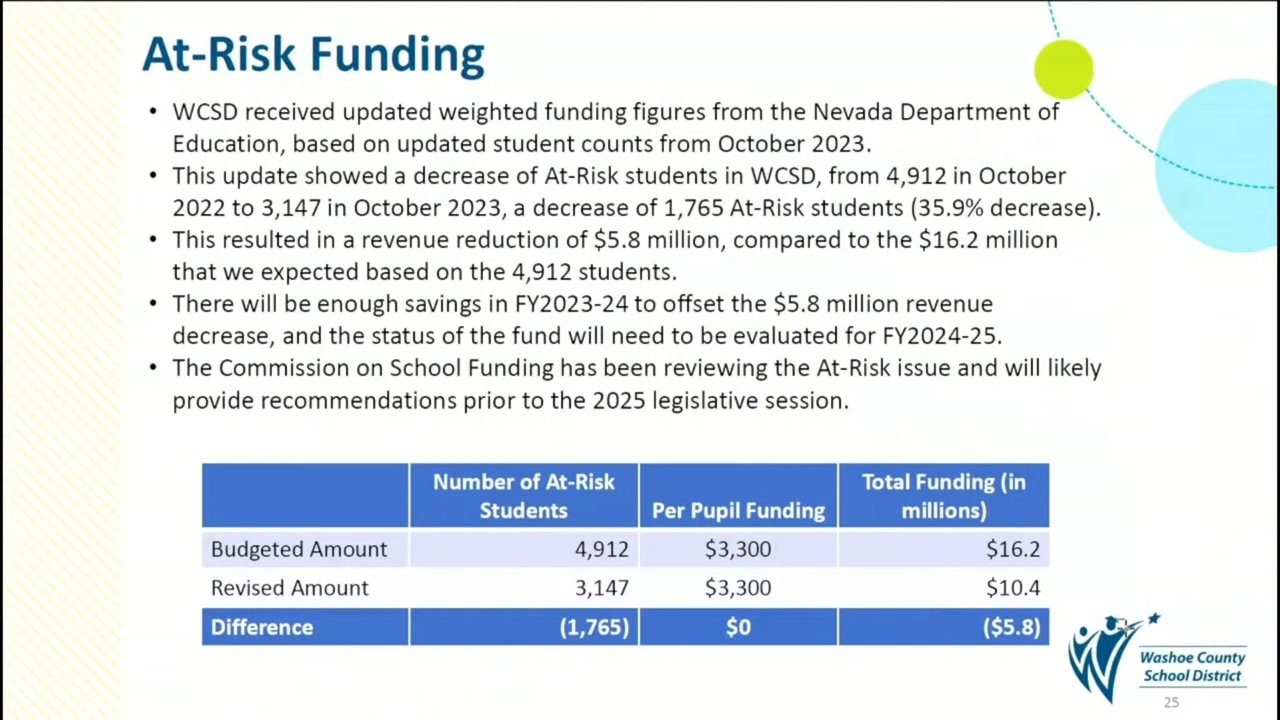 At-Risk Funding
• WCSD received updated weighted funding figures from the Nevada Department of
Education, based on updated student counts from October 2023.
• This update showed a decrease of At-Risk students in WCSD, from 4,912 in October
2022 to 3,147 in October 2023, a decrease of 1,765 At-Risk students (35.9% decrease).
• This resulted in a revenue reduction of $5.8 million, compared to the $16.2 million
that we expected based on the 4,912 students.
• There will be enough savings in FY2023-24 to offset the $5.8 million revenue
decrease, and the status of the fund will need to be evaluated for FY2024-25.
• The Commission on School Funding has been reviewing the At-Risk issue and will likely
provide recommendations prior to the 2025 legislative session.
Number of At-Risk
Students
Per Pupil Funding
Total Funding (in
millions)
Budgeted Amount 4,912 $3,300 $16.2
Revised Amount 3,147 $3,300 $10.4
Difference (1,765) $0 ($5.8)
Washoe County
School District
25